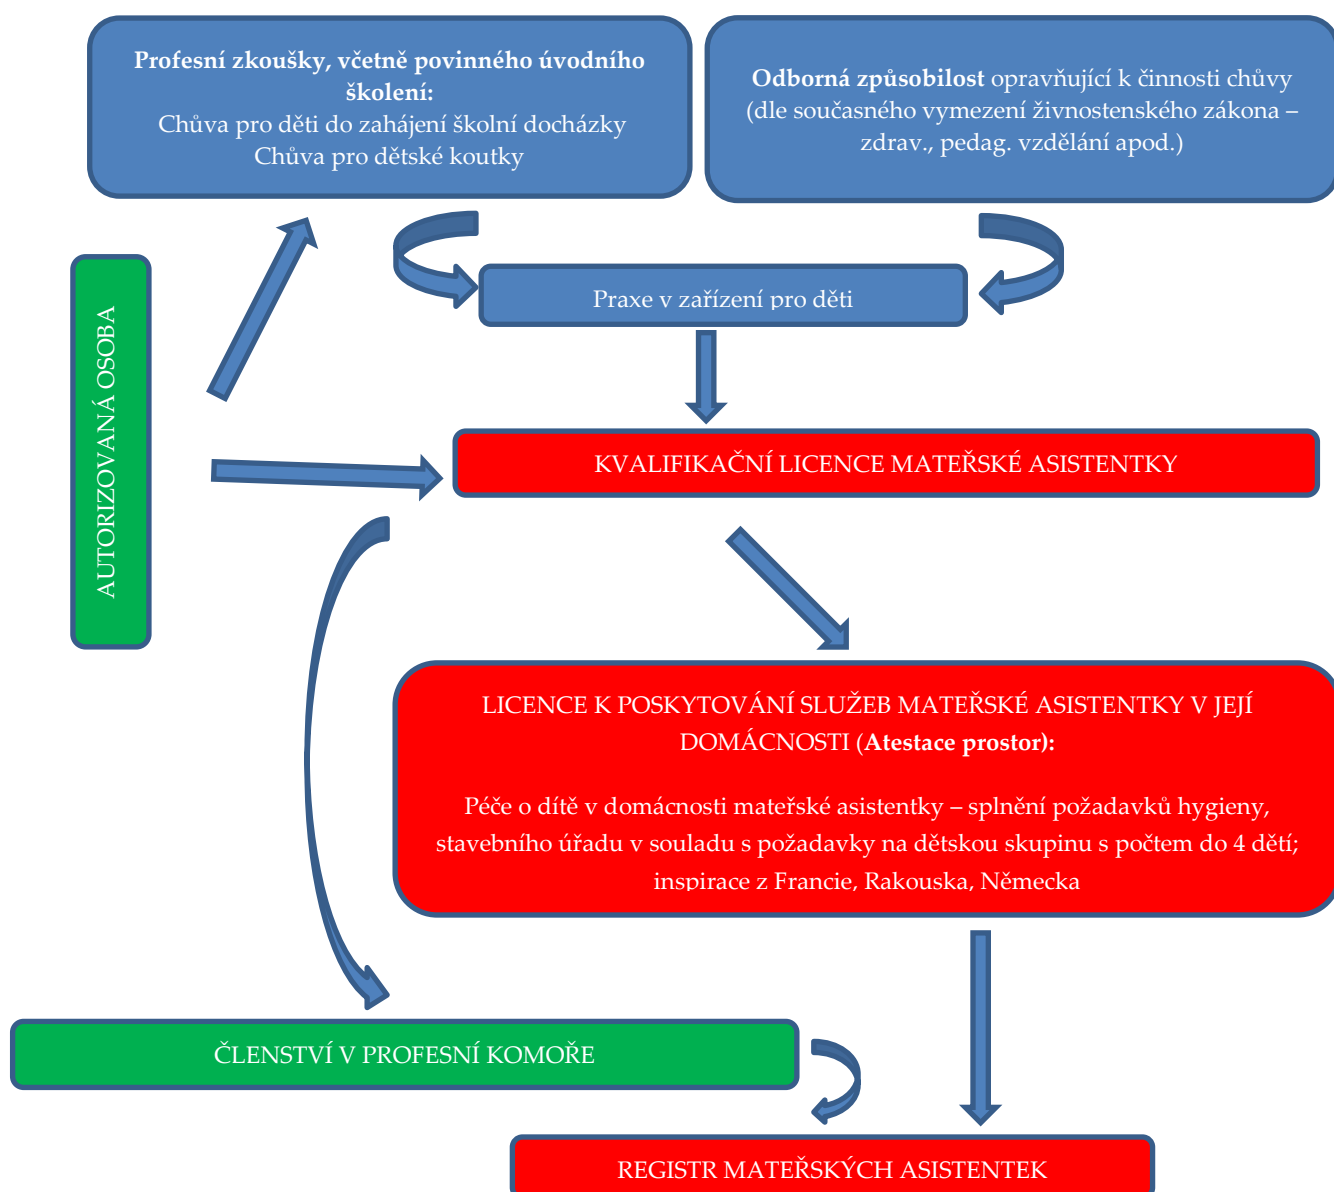 Profesní zkoušky, včetně povinného úvodního
školení:
Chůva pro děti do zahájení školní docházky
Chůva pro dětské koutky
Odborná způsobilost opravňující k činnosti chůvy
(dle současného vymezení živnostenského zákona –
zdrav., pedag. vzdělání apod.)
Praxe v zařízení pro děti
AUTORIZOVANÁ OSOBA
KVALIFIKAČNÍ LICENCE MATEŘSKÉ ASISTENTKY
LICENCE K POSKYTOVÁNÍ SLUŽEB MATEŘSKÉ ASISTENTKY V JEJÍ
DOMÁCNOSTI (Atestace prostor):
Péče o dítě v domácnosti mateřské asistentky – splnění požadavků hygieny,
stavebního úřadu v souladu s požadavky na dětskou skupinu s počtem do 4 dětí;
inspirace z Francie, Rakouska, Německa
ČLENSTVÍ V PROFESNÍ KOMOŘE
REGISTR MATEŘSKÝCH ASISTENTEK